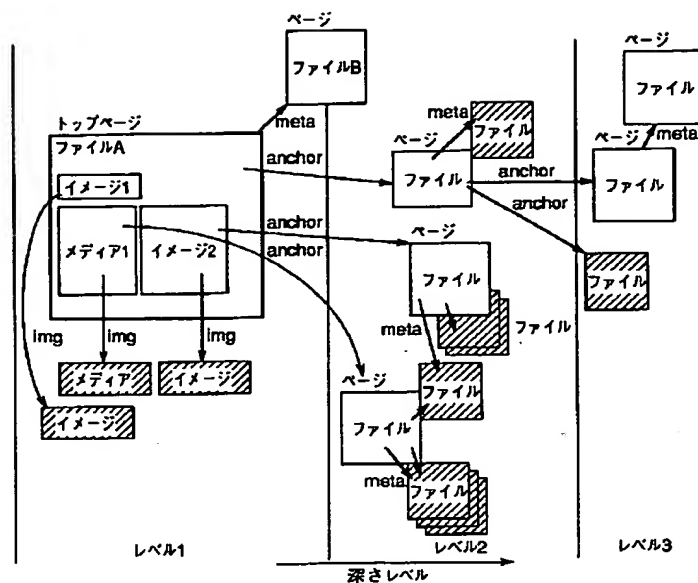 ページ
ファイルB
meta
トップページ
ファイルA
イメージ1
メディア1
イメージ2
img
img
img
メディア
イメージ
イメージ
レベル1
anchor
anchor
anchor
ページ
ファイル
meta
ファイル
ページ
ファイル
meta
ファイル
ページ
ファイル
ファイル
meta
ファイル
レベル2
anchor
anchor
ページ
ファイル
meta
ページ
ファイル
ファイル
レベル3
深さレベル